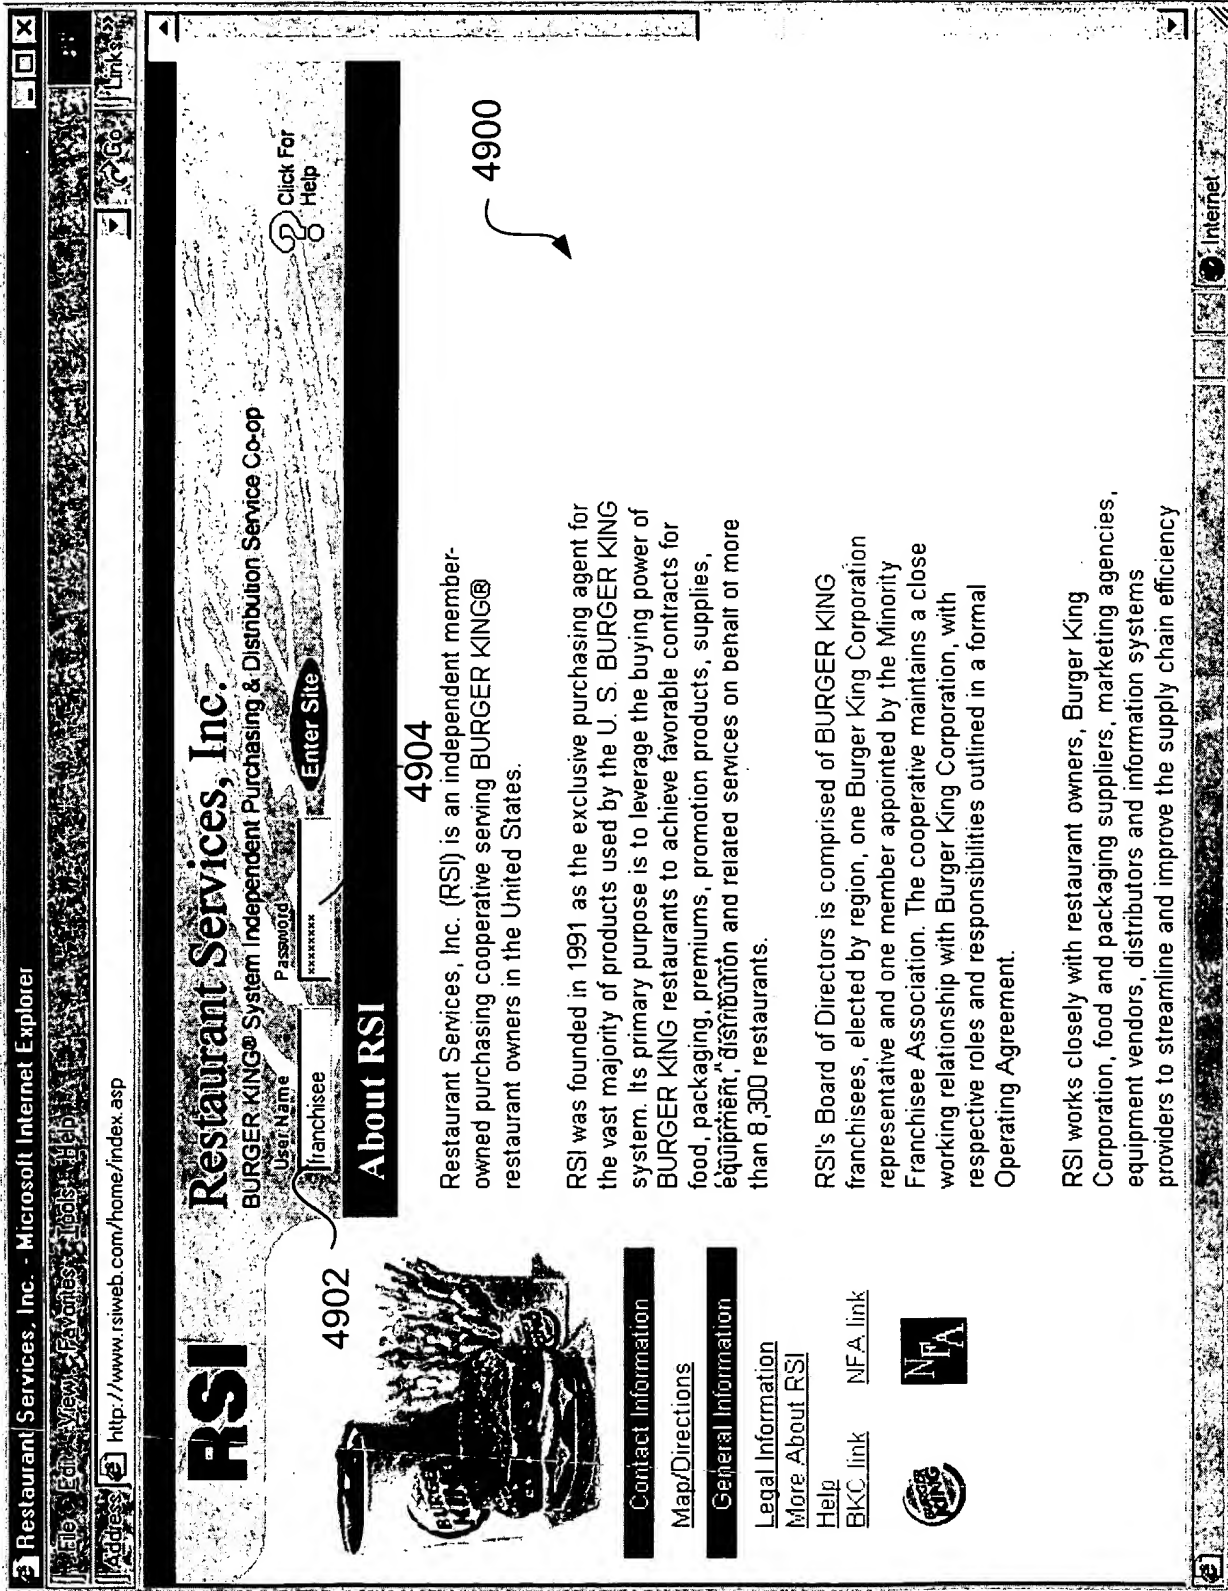 Restaurant Services, Inc. - Microsoft Internet Explorer
File Edit View Favorites Tools Help
Address http://www.rsiweb.com/home/index.asp Go Links »
RSI
Restaurant Services, Inc.
BURGER KING® System Independent Purchasing & Distribution Service Co-op
User Name Password
franchisee xxxxxxxx Enter Site
Click For
Help
4902
4904
4900
About RSI
BURGER
KING
Contact Information
Map/Directions
General Information
Legal Information
More About RSI
Help
BKC link NFA link
BURGER
KING
NFA
Restaurant Services, Inc. (RSI) is an independent member-
owned purchasing cooperative serving BURGER KING®
restaurant owners in the United States.
RSI was founded in 1991 as the exclusive purchasing agent for
the vast majority of products used by the U. S. BURGER KING
system. Its primary purpose is to leverage the buying power of
BURGER KING restaurants to achieve favorable contracts for
food, packaging, premiums, promotion products, supplies,
equipment, distribution and related services on behalf of more
than 8,300 restaurants.
RSI's Board of Directors is comprised of BURGER KING
franchisees, elected by region, one Burger King Corporation
representative and one member appointed by the Minority
Franchisee Association. The cooperative maintains a close
working relationship with Burger King Corporation, with
respective roles and responsibilities outlined in a formal
Operating Agreement.
RSI works closely with restaurant owners, Burger King
Corporation, food and packaging suppliers, marketing agencies,
equipment vendors, distributors and information systems
providers to streamline and improve the supply chain efficiency
Internet